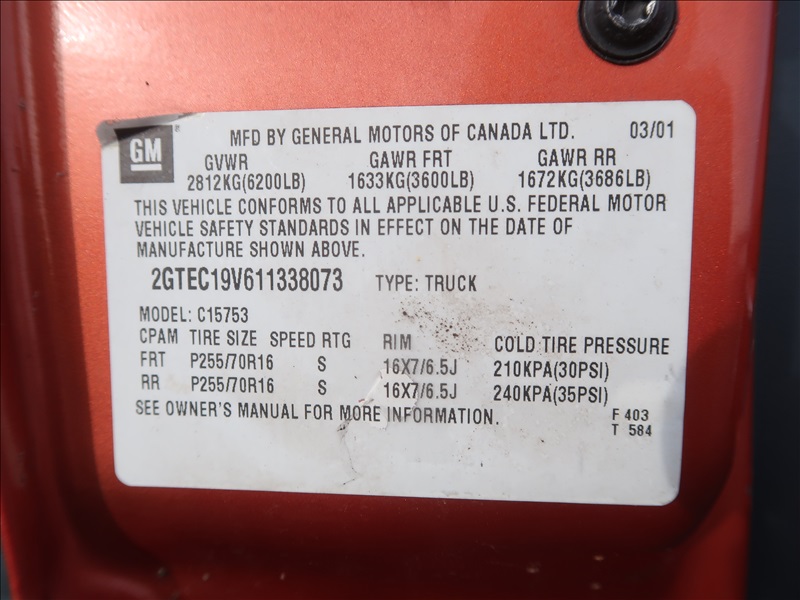 GM
MFD BY GENERAL MOTORS OF CANADA LTD. 03/01
GVWR GAWR FRT GAWR RR
2812KG(6200LB) 1633KG(3600LB) 1672KG(3686LB)
THIS VEHICLE CONFORMS TO ALL APPLICABLE U.S. FEDERAL MOTOR
VEHICLE SAFETY STANDARDS IN EFFECT ON THE DATE OF
MANUFACTURE SHOWN ABOVE.
2GTEC19V611338073 TYPE: TRUCK
MODEL: C15753
CPAM TIRE SIZE SPEED RTG RIM COLD TIRE PRESSURE
FRT P255/70R16 S 16X7/6.5J 210KPA(30PSI)
RR P255/70R16 S 16X7/6.5J 240KPA(35PSI)
SEE OWNER'S MANUAL FOR MORE INFORMATION. F 403
T 584